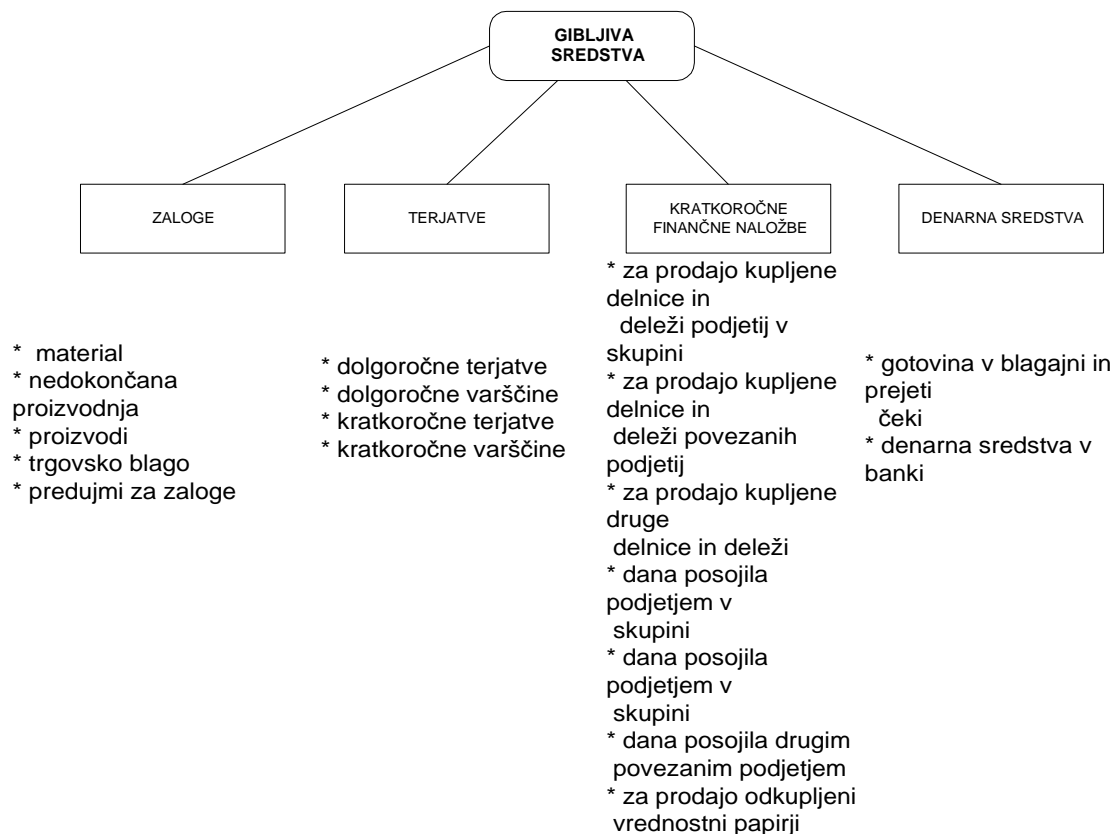 GIBLJIVA
SREDSTVA
ZALOGE
TERJATVE
KRATKOROČNE
FINANČNE NALOŽBE
DENARNA SREDSTVA
* material
* nedokončana
proizvodnja
* proizvodi
* trgovsko blago
* predujmi za zaloge
* dolgoročne terjatve
* dolgoročne varščine
* kratkoročne terjatve
* kratkoročne varščine
* za prodajo kupljene
delnice in
deleži podjetij v
skupini
* za prodajo kupljene
delnice in
deleži povezanih
podjetij
* za prodajo kupljene
druge
delnice in deleži
* dana posojila
podjetjem v
skupini
* dana posojila
podjetjem v
skupini
* dana posojila drugim
povezanim podjetjem
* za prodajo odkupljeni
vrednostni papirji
* gotovina v blagajni in
prejeti
čeki
* denarna sredstva v
banki